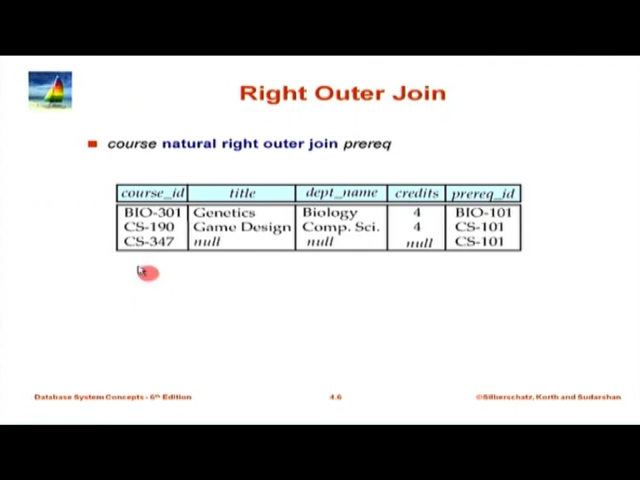 Right Outer Join
course natural right outer join prereq
course_id title dept_name credits prereq_id
BIO-301 Genetics Biology 4 BIO-101
CS-190 Game Design Comp. Sci. 4 CS-101
CS-347 null null null CS-101
Database System Concepts - 6th Edition 4.6 ©Silberschatz, Korth and Sudarshan